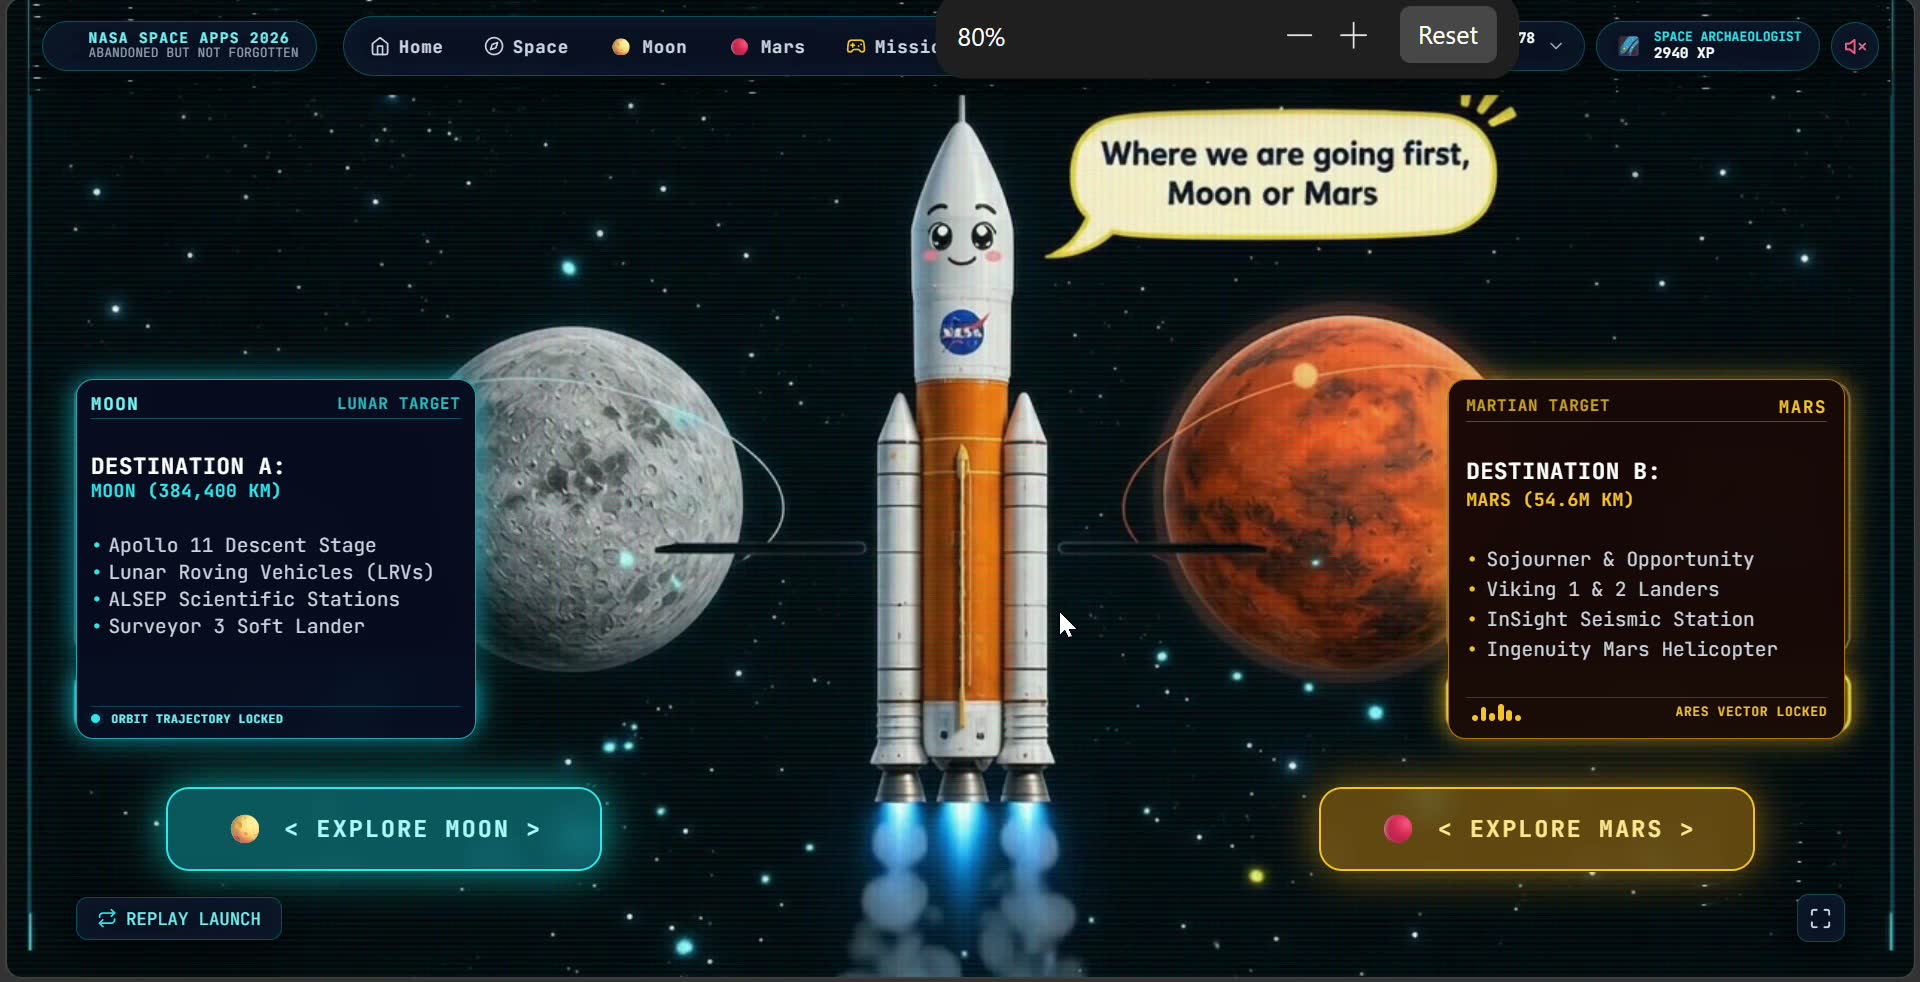 NASA SPACE APPS 2026
ABANDONED BUT NOT FORGOTTEN
Home
Space
Moon
Mars
80%
Reset
78
SPACE ARCHAEOLOGIST
2940 XP
Where we are going first,
Moon or Mars
NASA
MOON
LUNAR TARGET
DESTINATION A:
MOON (384,400 KM)
• Apollo 11 Descent Stage
• Lunar Roving Vehicles (LRVs)
• ALSEP Scientific Stations
• Surveyor 3 Soft Lander
ORBIT TRAJECTORY LOCKED
MARTIAN TARGET
MARS
DESTINATION B:
MARS (54.6M KM)
• Sojourner & Opportunity
• Viking 1 & 2 Landers
• InSight Seismic Station
• Ingenuity Mars Helicopter
ARES VECTOR LOCKED
< EXPLORE MOON >
< EXPLORE MARS >
REPLAY LAUNCH